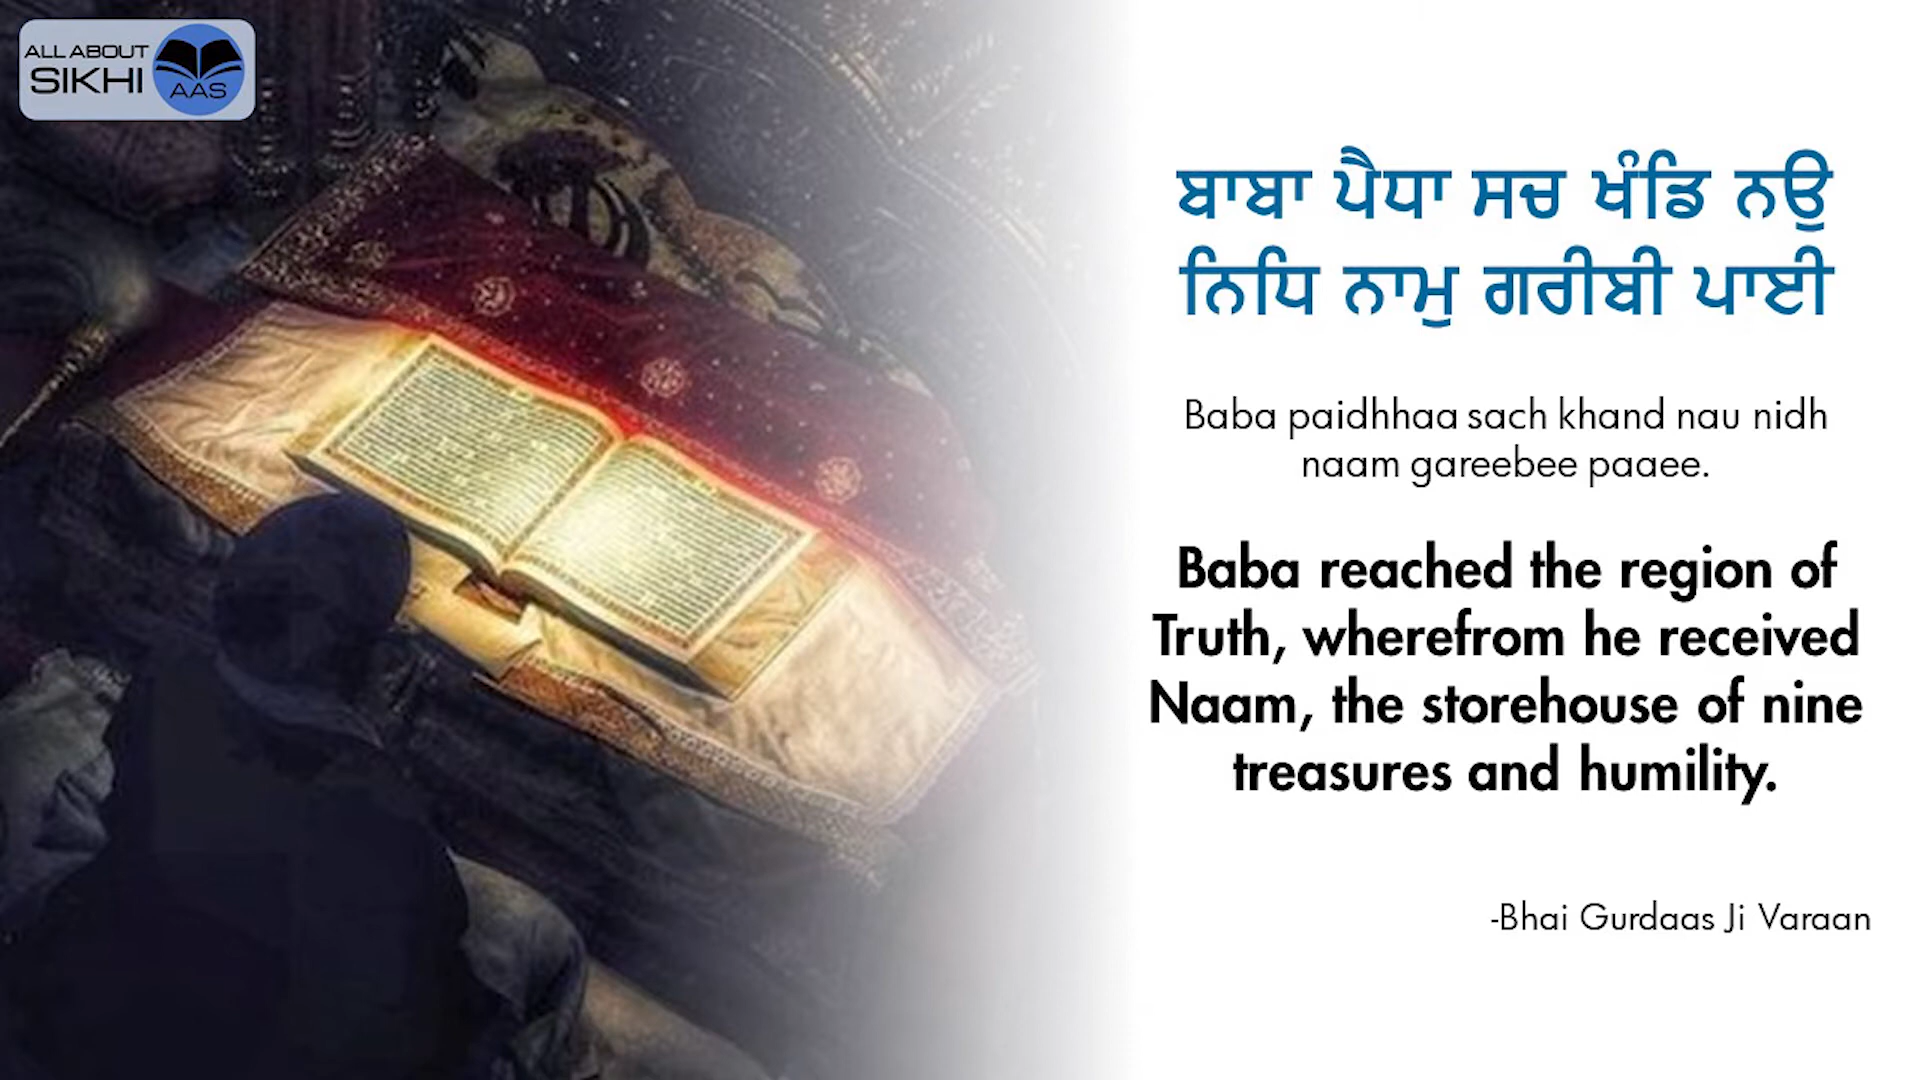 ALL ABOUT
SIKHI
AAS
ਬਾਬਾ ਪੈਧਾ ਸਚ ਖੰਡਿ ਨਉ
ਨਿਧਿ ਨਾਮੁ ਗਰੀਬੀ ਪਾਈ
Baba paidhhaa sach khand nau nidh
naam gareebee paaee.
Baba reached the region of
Truth, wherefrom he received
Naam, the storehouse of nine
treasures and humility.
-Bhai Gurdaas Ji Varaan